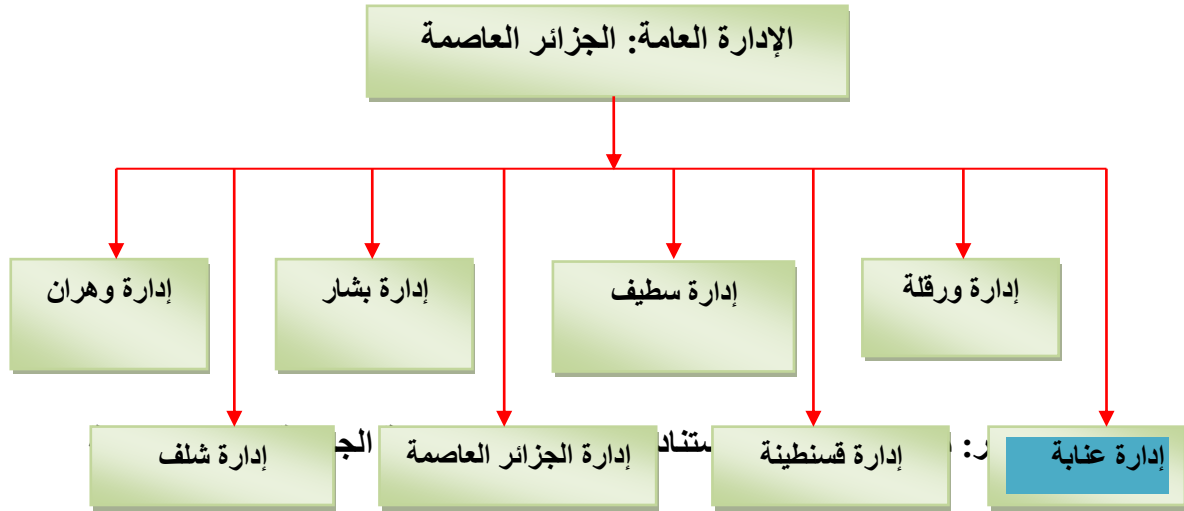 الإدارة العامة: الجزائر العاصمة
إدارة ورقلة
إدارة سطيف
إدارة بشار
إدارة وهران
إدارة عنابة
إدارة قسنطينة
إدارة الجزائر العاصمة
إدارة شلف